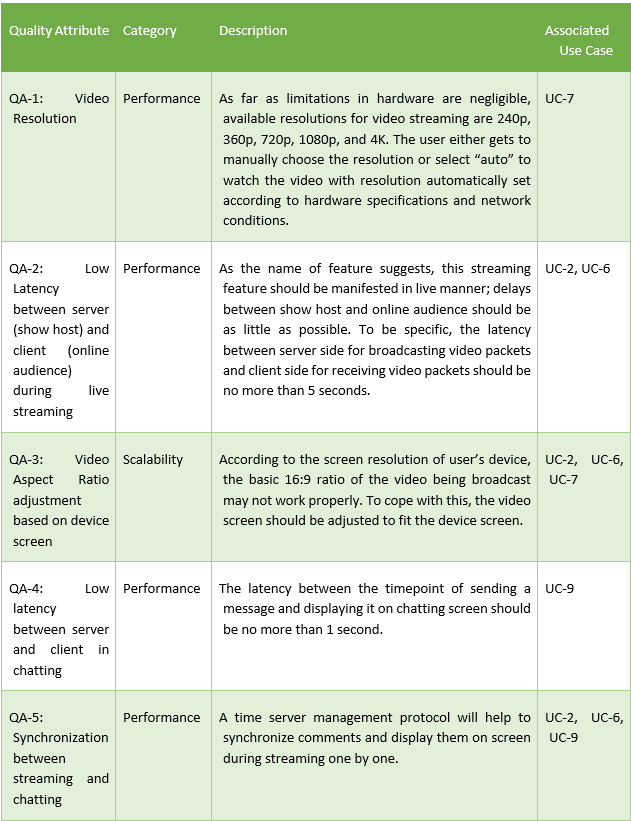 Quality Attribute Category Description Associated
Use Case
QA-1: Video Performance As far as limitations in hardware are negligible, UC-7
Resolution available resolutions for video streaming are 240p,
360p, 720p, 1080p, and 4K. The user either gets to
manually choose the resolution or select “auto” to
watch the video with resolution automatically set
according to hardware specifications and network
conditions.
QA-2: Low Performance As the name of feature suggests, this streaming UC-2, UC-6
Latency feature should be manifested in live manner; delays
between server between show host and online audience should be
(show host) and as little as possible. To be specific, the latency
client (online between server side for broadcasting video packets
audience) and client side for receiving video packets should be
during live no more than 5 seconds.
streaming
QA-3: Video Scalability According to the screen resolution of user’s device, UC-2, UC-6,
Aspect Ratio the basic 16:9 ratio of the video being broadcast UC-7
adjustment may not work properly. To cope with this, the video
based on device screen should be adjusted to fit the device screen.
screen
QA-4: Low Performance The latency between the timepoint of sending a UC-9
latency message and displaying it on chatting screen should
between server be no more than 1 second.
and client in
chatting
QA-5: Performance A time server management protocol will help to UC-2, UC-6,
Synchronization synchronize comments and display them on screen UC-9
between during streaming one by one.
streaming and
chatting